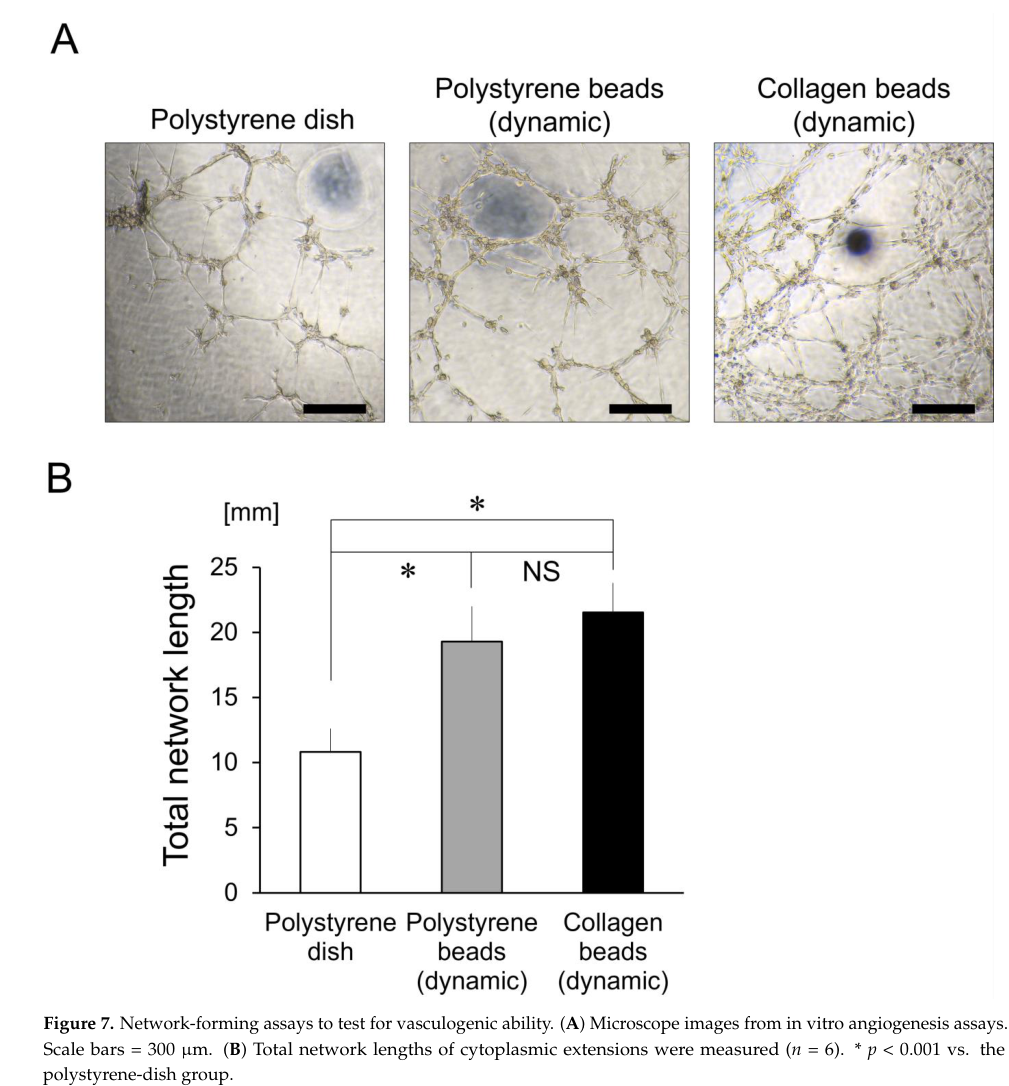 A
Polystyrene dish
Polystyrene beads
(dynamic)
Collagen beads
(dynamic)
B
[mm]
*
*
NS
Total network length
25
20
15
10
5
0
Polystyrene
dish
Polystyrene
beads
(dynamic)
Collagen
beads
(dynamic)
Figure 7. Network-forming assays to test for vasculogenic ability. (A) Microscope images from in vitro angiogenesis assays.
Scale bars = 300 µm. (B) Total network lengths of cytoplasmic extensions were measured (n = 6). * p < 0.001 vs. the
polystyrene-dish group.